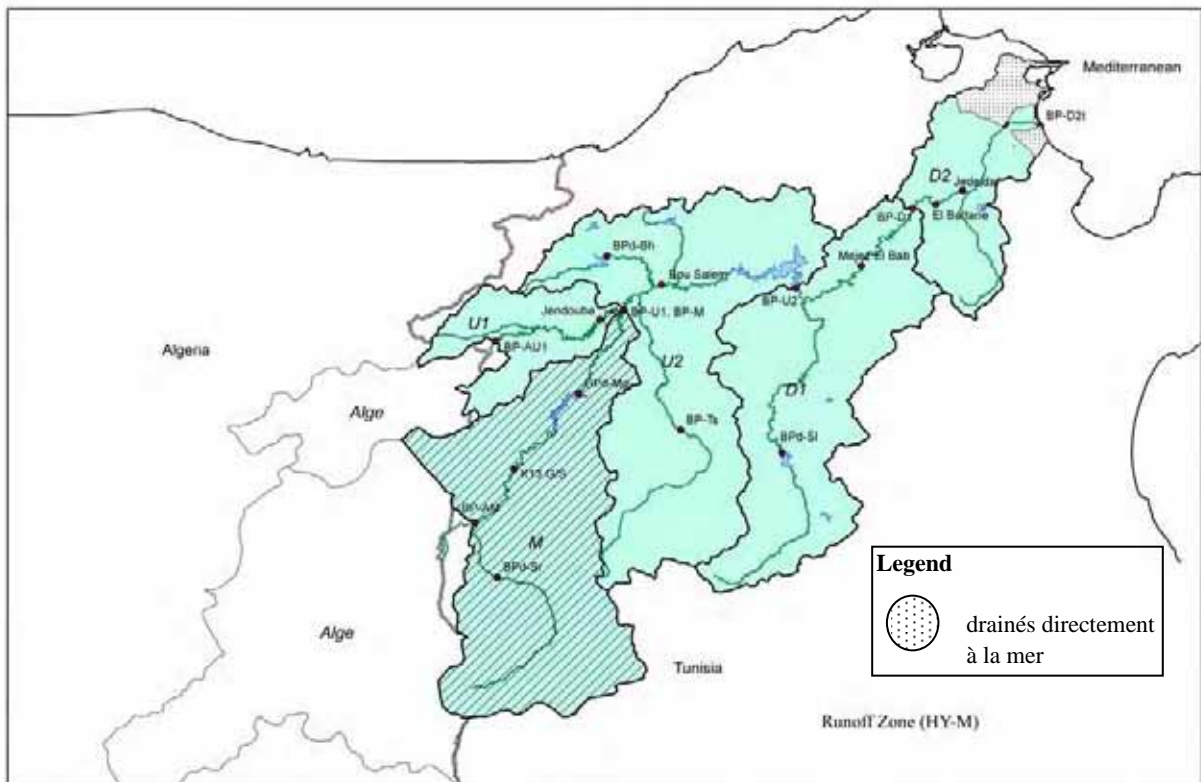 Mediterranean
BP-D2t
D2
Jedeida
BP-D1
El Battane
BPd-Bh
Mejez El Bab
Bou Salem
BP-U2
U1
Jendouba
BP-U1, BP-M
BP-AU1
Algeria
U2
BPd-Me
D1
Alge
BP-Ts
BPd-Sl
K13 G/S
BP-AM
M
BPd-Sr
Alge
Tunisia
Legend
drainés directement
à la mer
Runoff Zone (HY-M)